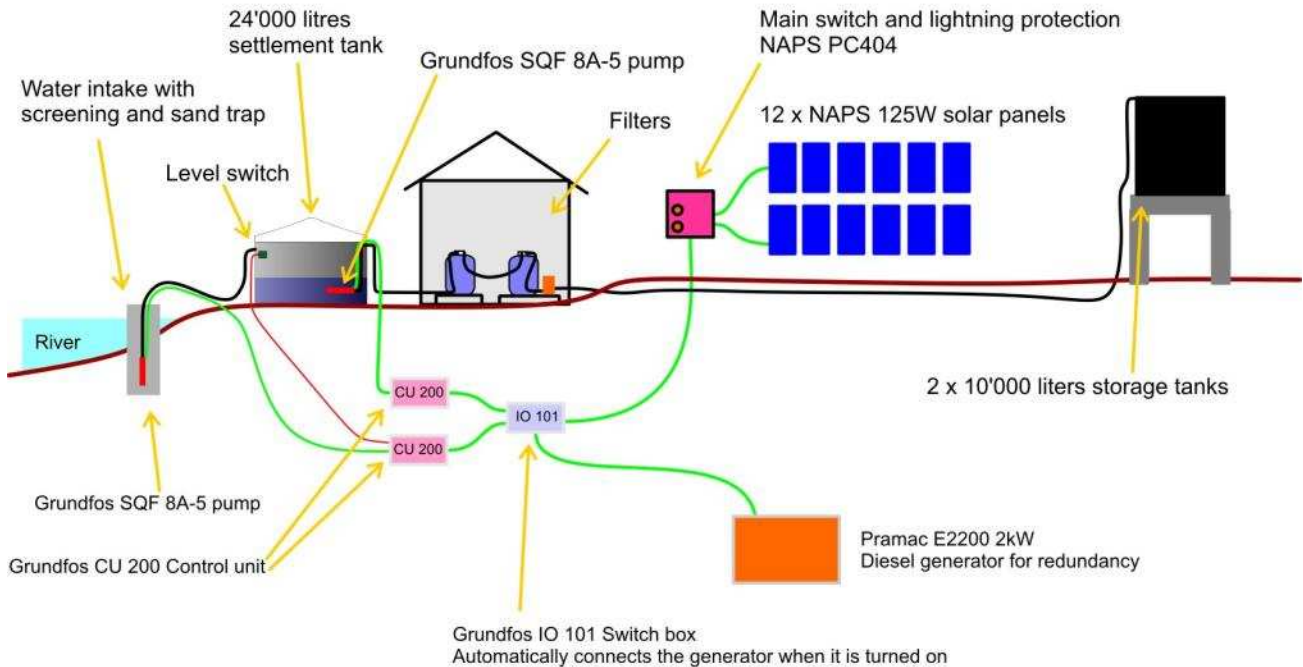 24'000 litres
settlement tank
Main switch and lightning protection
NAPS PC404
Grundfos SQF 8A-5 pump
Water intake with
screening and sand trap
12 x NAPS 125W solar panels
Filters
Level switch
River
CU 200
2 x 10'000 liters storage tanks
IO 101
CU 200
Grundfos SQF 8A-5 pump
Grundfos CU 200 Control unit
Pramac E2200 2kW
Diesel generator for redundancy
Grundfos IO 101 Switch box
Automatically connects the generator when it is turned on